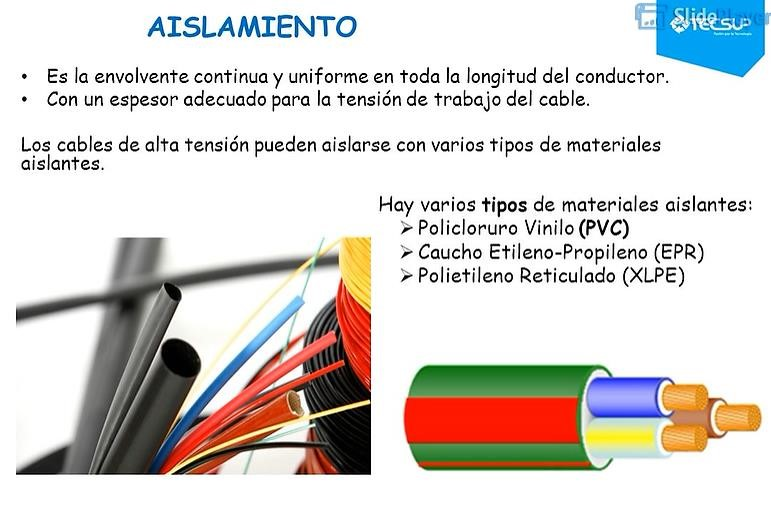 AISLAMIENTO
Slide Player
TECSUP
• Es la envolvente continua y uniforme en toda la longitud del conductor.
• Con un espesor adecuado para la tensión de trabajo del cable.
Los cables de alta tensión pueden aislarse con varios tipos de materiales
aislantes.
Hay varios tipos de materiales aislantes:
➢ Policloruro Vinilo (PVC)
➢ Caucho Etileno-Propileno (EPR)
➢ Polietileno Reticulado (XLPE)